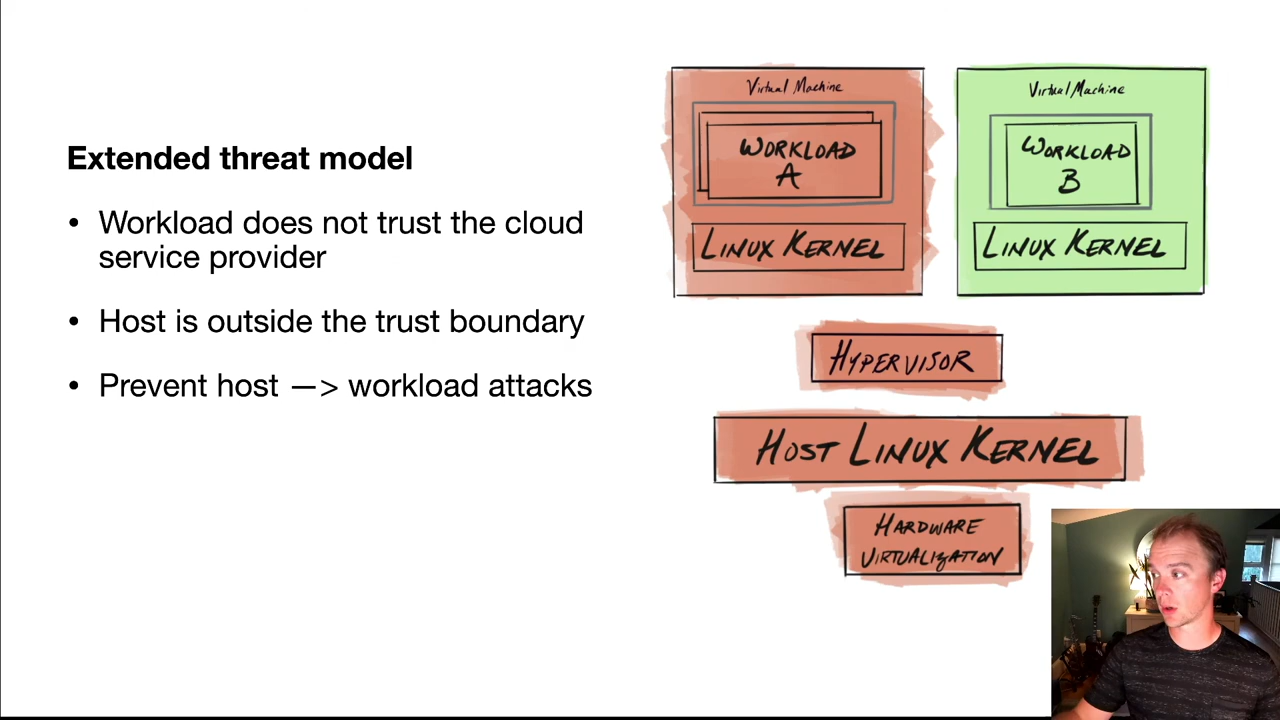 Extended threat model
• Workload does not trust the cloud
service provider
• Host is outside the trust boundary
• Prevent host —> workload attacks
Virtual Machine
WORKLOAD
A
LINUX KERNEL
Virtual Machine
WORKLOAD
B
LINUX KERNEL
HYPERVISOR
HOST LINUX KERNEL
HARDWARE
VIRTUALIZATION